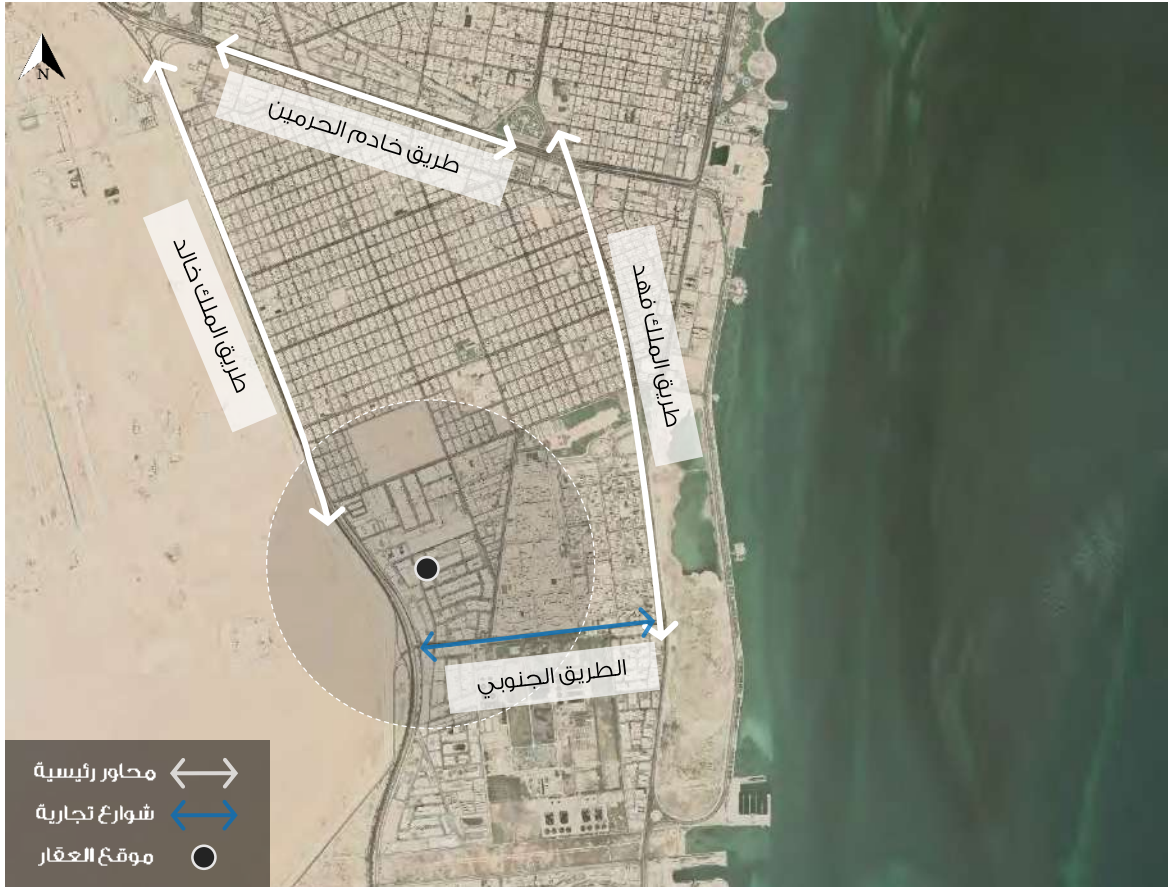 N
طريق خادم الحرمين
طريق الملك خالد
طريق الملك فهد
الطريق الجنوبي
محاور رئيسية
شوارع تجارية
موقع العقار